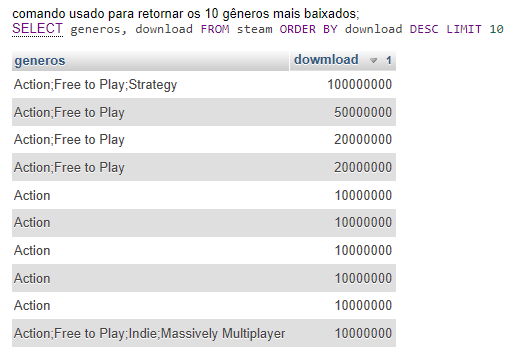 comando usado para retornar os 10 gêneros mais baixados;
SELECT generos, download FROM steam ORDER BY download DESC LIMIT 10
generos download 1
Action;Free to Play;Strategy 100000000
Action;Free to Play 50000000
Action;Free to Play 20000000
Action;Free to Play 20000000
Action 10000000
Action 10000000
Action 10000000
Action 10000000
Action 10000000
Action;Free to Play;Indie;Massively Multiplayer 10000000